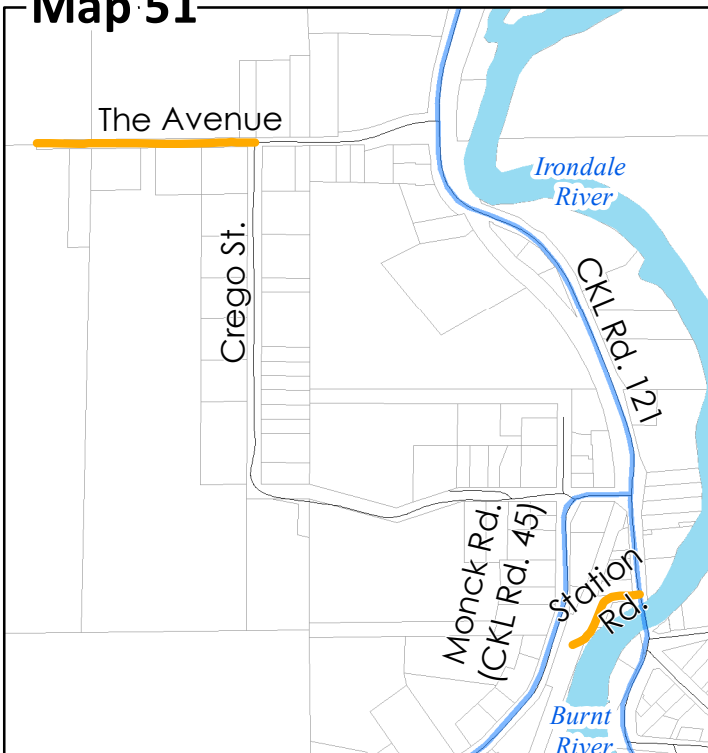 Map 51
The Avenue
Irondale
River
Crego St.
CKL Rd. 121
Monck Rd.
(CKL Rd. 45)
Station
Rd.
Burnt
River